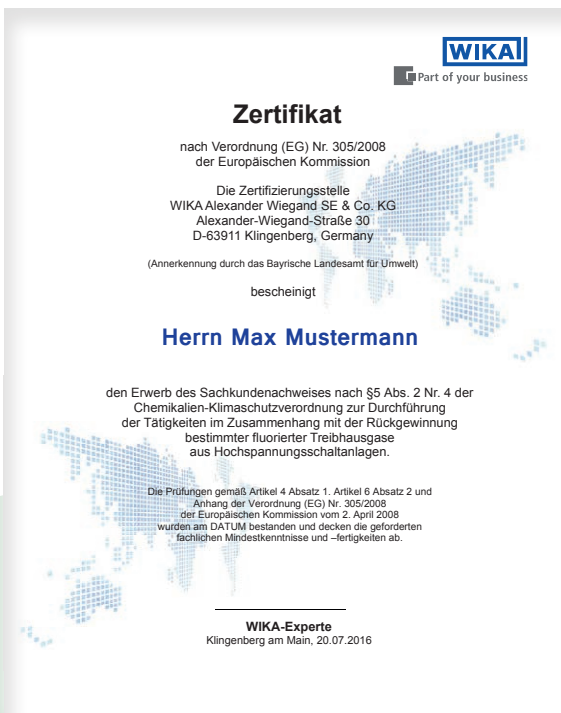 WIKA
Part of your business
Zertifikat
nach Verordnung (EG) Nr. 305/2008
der Europäischen Kommission
Die Zertifizierungsstelle
WIKA Alexander Wiegand SE & Co. KG
Alexander-Wiegand-Straße 30
D-63911 Klingenberg, Germany
(Annerkennung durch das Bayrische Landesamt für Umwelt)
bescheinigt
Herrn Max Mustermann
den Erwerb des Sachkundenachweises nach §5 Abs. 2 Nr. 4 der
Chemikalien-Klimaschutzverordnung zur Durchführung
der Tätigkeiten im Zusammenhang mit der Rückgewinnung
bestimmter fluorierter Treibhausgase
aus Hochspannungsschaltanlagen.
Die Prüfungen gemäß Artikel 4 Absatz 1. Artikel 6 Absatz 2 und
Anhang der Verordnung (EG) Nr. 305/2008
der Europäischen Kommission vom 2. April 2008
wurden am DATUM bestanden und decken die geforderten
fachlichen Mindestkenntnisse und –fertigkeiten ab.
WIKA-Experte
Klingenberg am Main, 20.07.2016